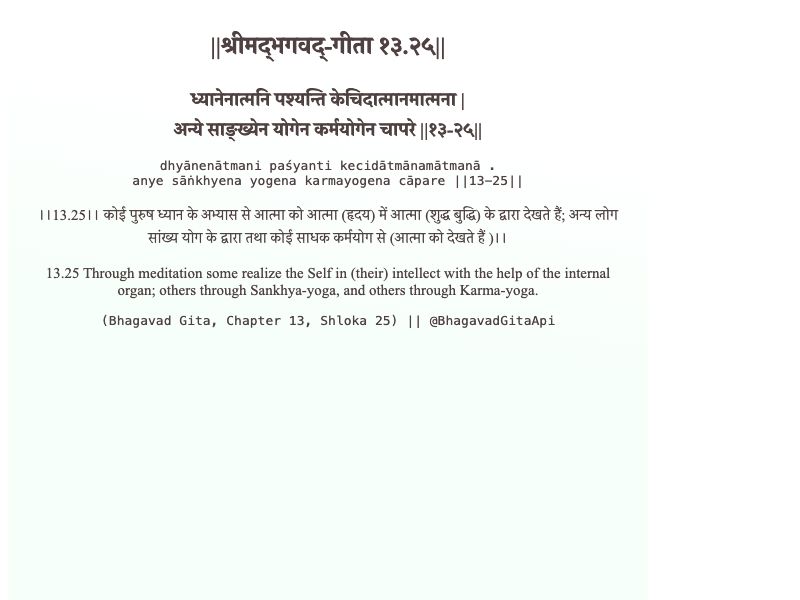 ||श्रीमद्‍भगवद्‍-गीता १३.२५||
ध्यानेनात्मनि पश्यन्ति केचिदात्मानमात्मना |
अन्ये साङ्ख्येन योगेन कर्मयोगेन चापरे ||१३-२५||
dhyānenātmani paśyanti kecidātmānamātmanā .
anye sāṅkhyena yogena karmayogena cāpare ||13-25||
।।13.25।। कोई पुरुष ध्यान के अभ्यास से आत्मा को आत्मा (हृदय) में आत्मा (शुद्ध बुद्धि) के द्वारा देखते हैं; अन्य लोग
सांख्य योग के द्वारा तथा कोई साधक कर्मयोग से (आत्मा को देखते हैं )।।
13.25 Through meditation some realize the Self in (their) intellect with the help of the internal
organ; others through Sankhya-yoga, and others through Karma-yoga.
(Bhagavad Gita, Chapter 13, Shloka 25) || @BhagavadGitaApi